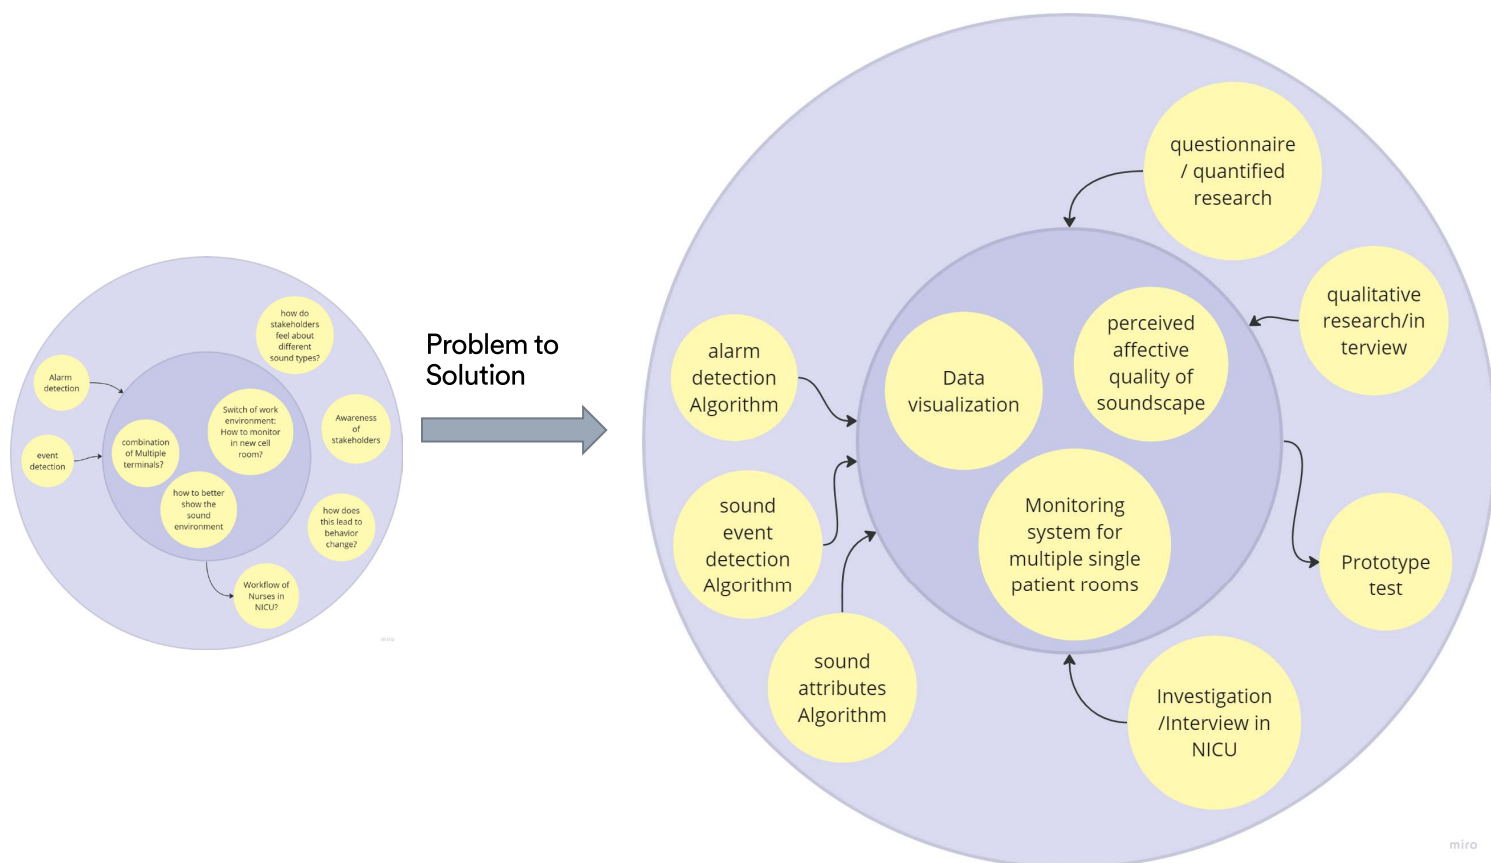 how do
stakeholders
feel about
different
sound types?
Alarm
detection
Switch of work
environment:
How to monitor
in new cell
room?
Awareness
of
stakeholders
combination
of Multiple
terminals?
event
detection
how to better
show the
sound
environment
how does
this lead to
behavior
change?
Workflow of
Nurses in
NICU?
miro
Problem to
Solution
questionnaire
/ quantified
research
qualitative
research/in
terview
perceived
affective
quality of
soundscape
alarm
detection
Algorithm
Data
visualization
sound
event
detection
Algorithm
Monitoring
system for
multiple single
patient rooms
Prototype
test
sound
attributes
Algorithm
Investigation
/Interview in
NICU
miro